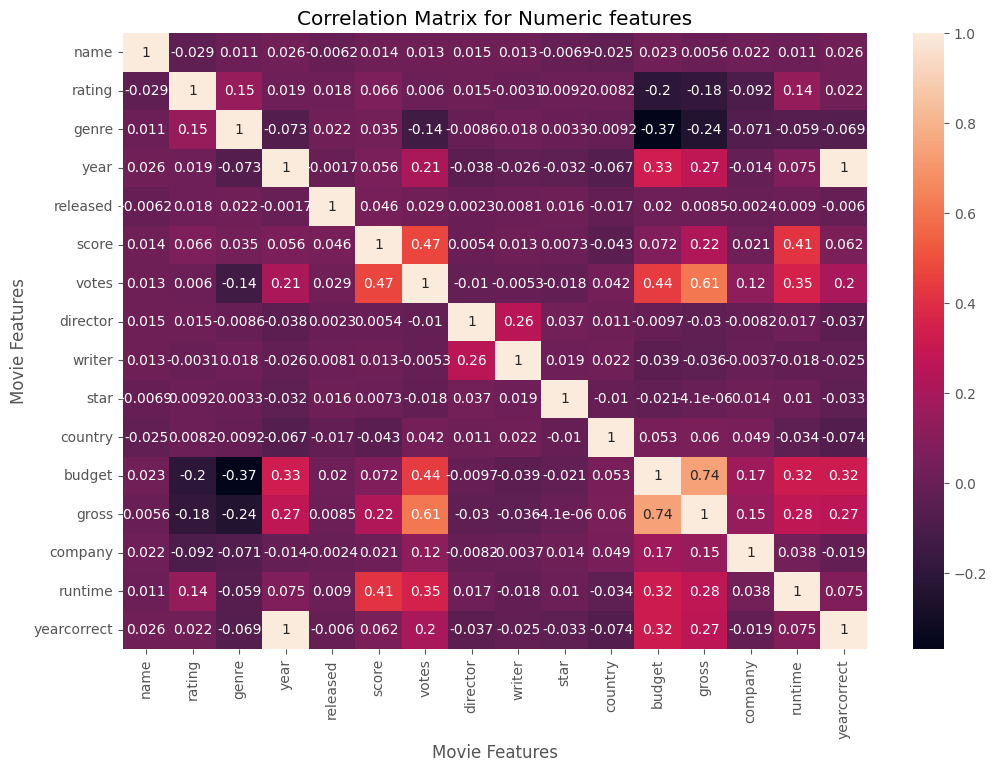 Correlation Matrix for Numeric features
name 1 -0.029 0.011 0.026 -0.0062 0.014 0.013 0.015 0.013 -0.0069 -0.025 0.023 0.0056 0.022 0.011 0.026
rating -0.029 1 0.15 0.019 0.018 0.066 0.006 0.015 -0.0031 0.0092 0.0082 -0.2 -0.18 -0.092 0.14 0.022
genre 0.011 0.15 1 -0.073 0.022 0.035 -0.14 -0.0086 0.018 0.0033 -0.0092 -0.37 -0.24 -0.071 -0.059 -0.069
year 0.026 0.019 -0.073 1 -0.0017 0.056 0.21 -0.038 -0.026 -0.032 -0.067 0.33 0.27 -0.014 0.075 1
released -0.0062 0.018 0.022 -0.0017 1 0.046 0.029 0.0023 0.0081 0.016 -0.017 0.02 0.0085 -0.0024 0.009 -0.006
score 0.014 0.066 0.035 0.056 0.046 1 0.47 0.0054 0.013 0.0073 -0.043 0.072 0.22 0.021 0.41 0.062
votes 0.013 0.006 -0.14 0.21 0.029 0.47 1 -0.01 -0.0053 -0.018 0.042 0.44 0.61 0.12 0.35 0.2
director 0.015 0.015 -0.0086 -0.038 0.0023 0.0054 -0.01 1 0.26 0.037 0.011 -0.0097 -0.03 -0.0082 0.017 -0.037
writer 0.013 -0.0031 0.018 -0.026 0.0081 0.013 -0.0053 0.26 1 0.019 0.022 -0.039 -0.036 -0.0037 -0.018 -0.025
star -0.0069 0.0092 0.0033 -0.032 0.016 0.0073 -0.018 0.037 0.019 1 -0.01 -0.021 -4.1e-06 0.014 0.01 -0.033
country -0.025 0.0082 -0.0092 -0.067 -0.017 -0.043 0.042 0.011 0.022 -0.01 1 0.053 0.06 0.049 -0.034 -0.074
budget 0.023 -0.2 -0.37 0.33 0.02 0.072 0.44 -0.0097 -0.039 -0.021 0.053 1 0.74 0.17 0.32 0.32
gross 0.0056 -0.18 -0.24 0.27 0.0085 0.22 0.61 -0.03 -0.036 -4.1e-06 0.06 0.74 1 0.15 0.28 0.27
company 0.022 -0.092 -0.071 -0.014 -0.0024 0.021 0.12 -0.0082 -0.0037 0.014 0.049 0.17 0.15 1 0.038 -0.019
runtime 0.011 0.14 -0.059 0.075 0.009 0.41 0.35 0.017 -0.018 0.01 -0.034 0.32 0.28 0.038 1 0.075
yearcorrect 0.026 0.022 -0.069 1 -0.006 0.062 0.2 -0.037 -0.025 -0.033 -0.074 0.32 0.27 -0.019 0.075 1
name rating genre year released score votes director writer star country budget gross company runtime yearcorrect
Movie Features
Movie Features
1.0
0.8
0.6
0.4
0.2
0.0
−0.2